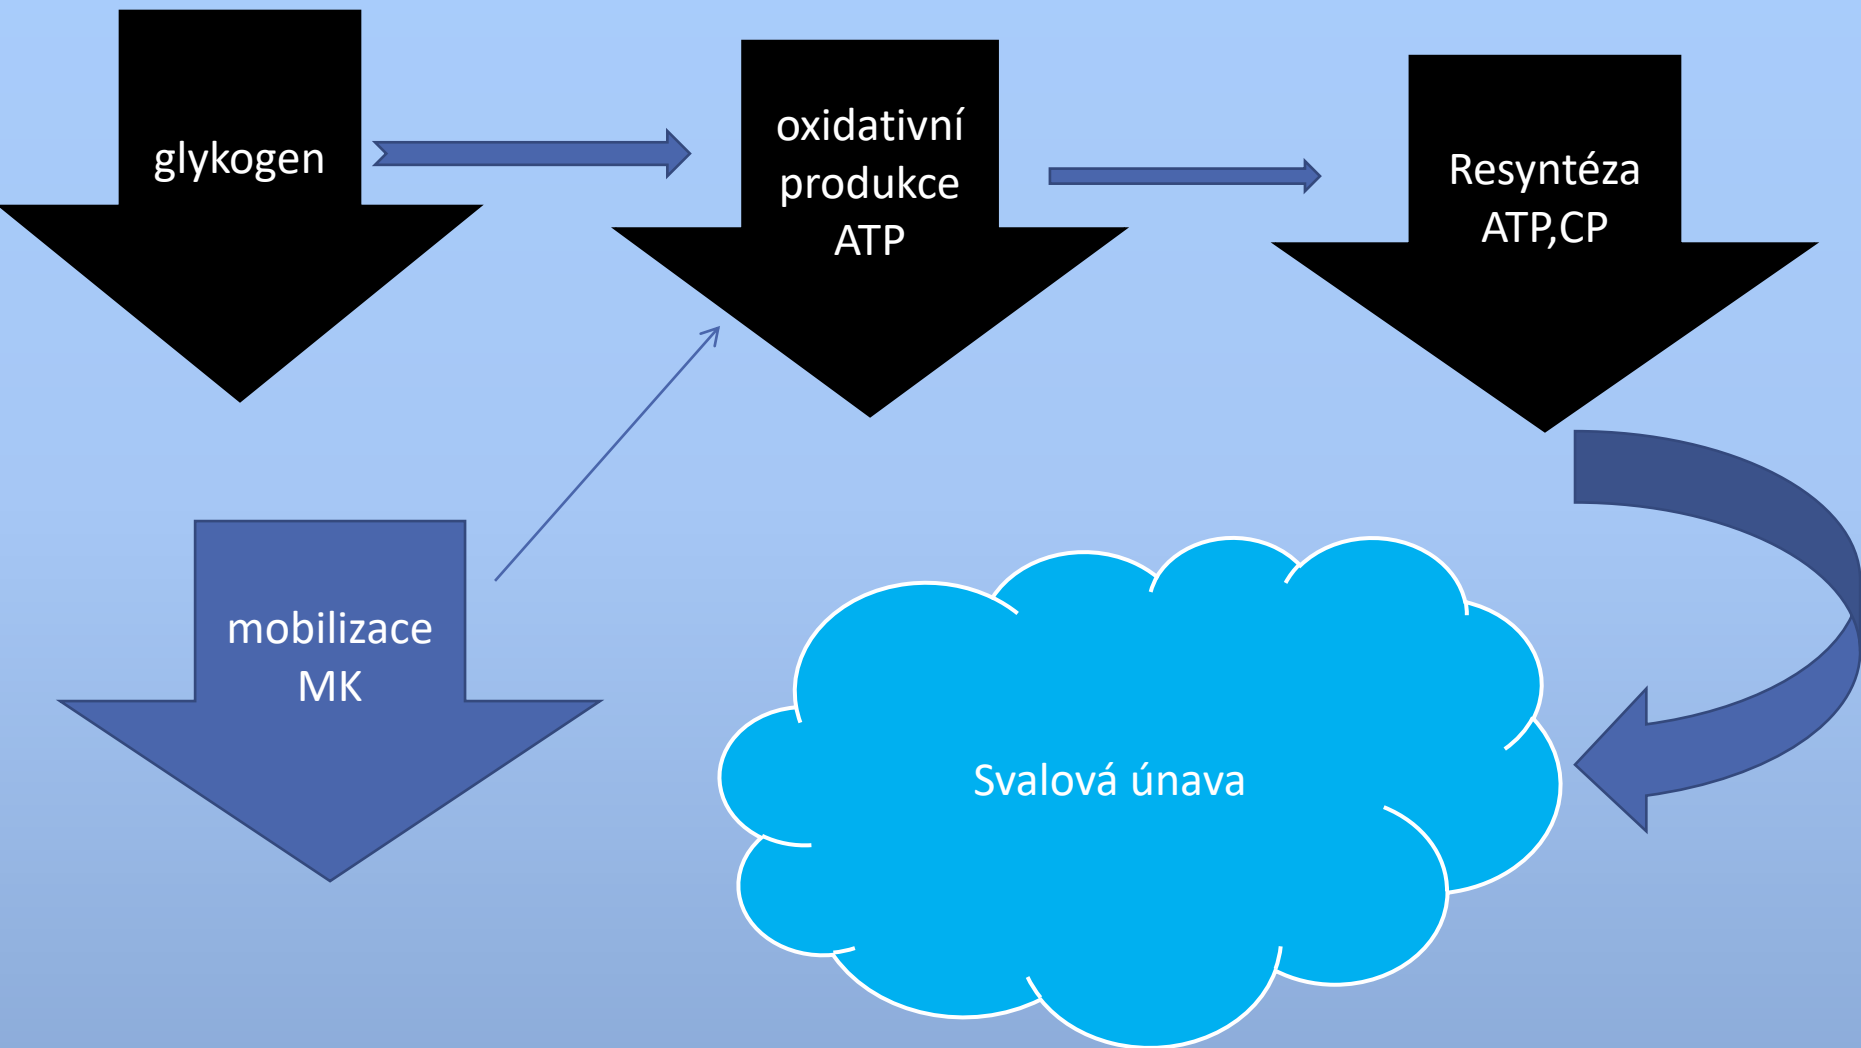 glykogen
oxidativní
produkce
ATP
Resyntéza
ATP,CP
mobilizace
MK
Svalová únava